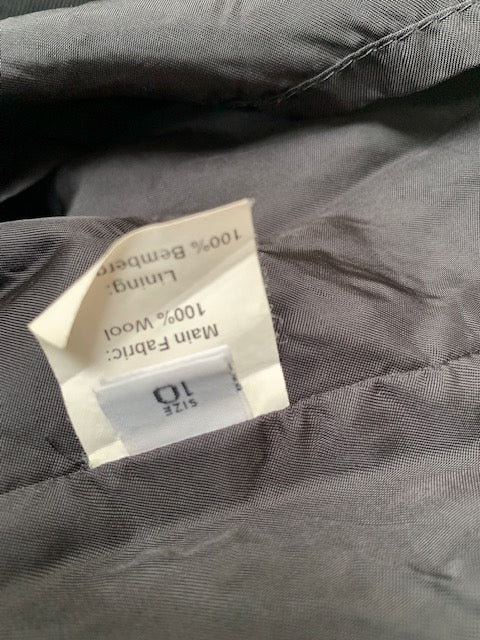 Main Fabric:
100% Wool
Lining:
100% Bemberg
SIZE
10